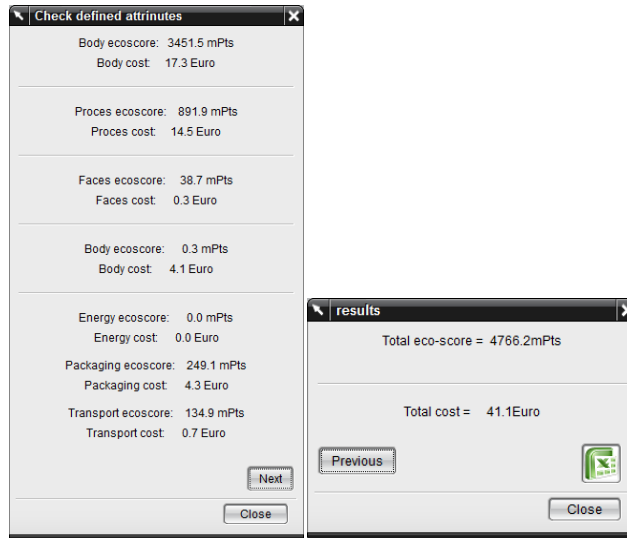 Check defined attrinutes
Body ecoscore: 3451.5 mPts
Body cost: 17.3 Euro
Proces ecoscore: 891.9 mPts
Proces cost: 14.5 Euro
Faces ecoscore: 38.7 mPts
Faces cost: 0.3 Euro
Body ecoscore: 0.3 mPts
Body cost: 4.1 Euro
Energy ecoscore: 0.0 mPts
Energy cost: 0.0 Euro
Packaging ecoscore: 249.1 mPts
Packaging cost: 4.3 Euro
Transport ecoscore: 134.9 mPts
Transport cost: 0.7 Euro
Next
Close
results
Total eco-score = 4766.2mPts
Total cost = 41.1Euro
Previous
Close